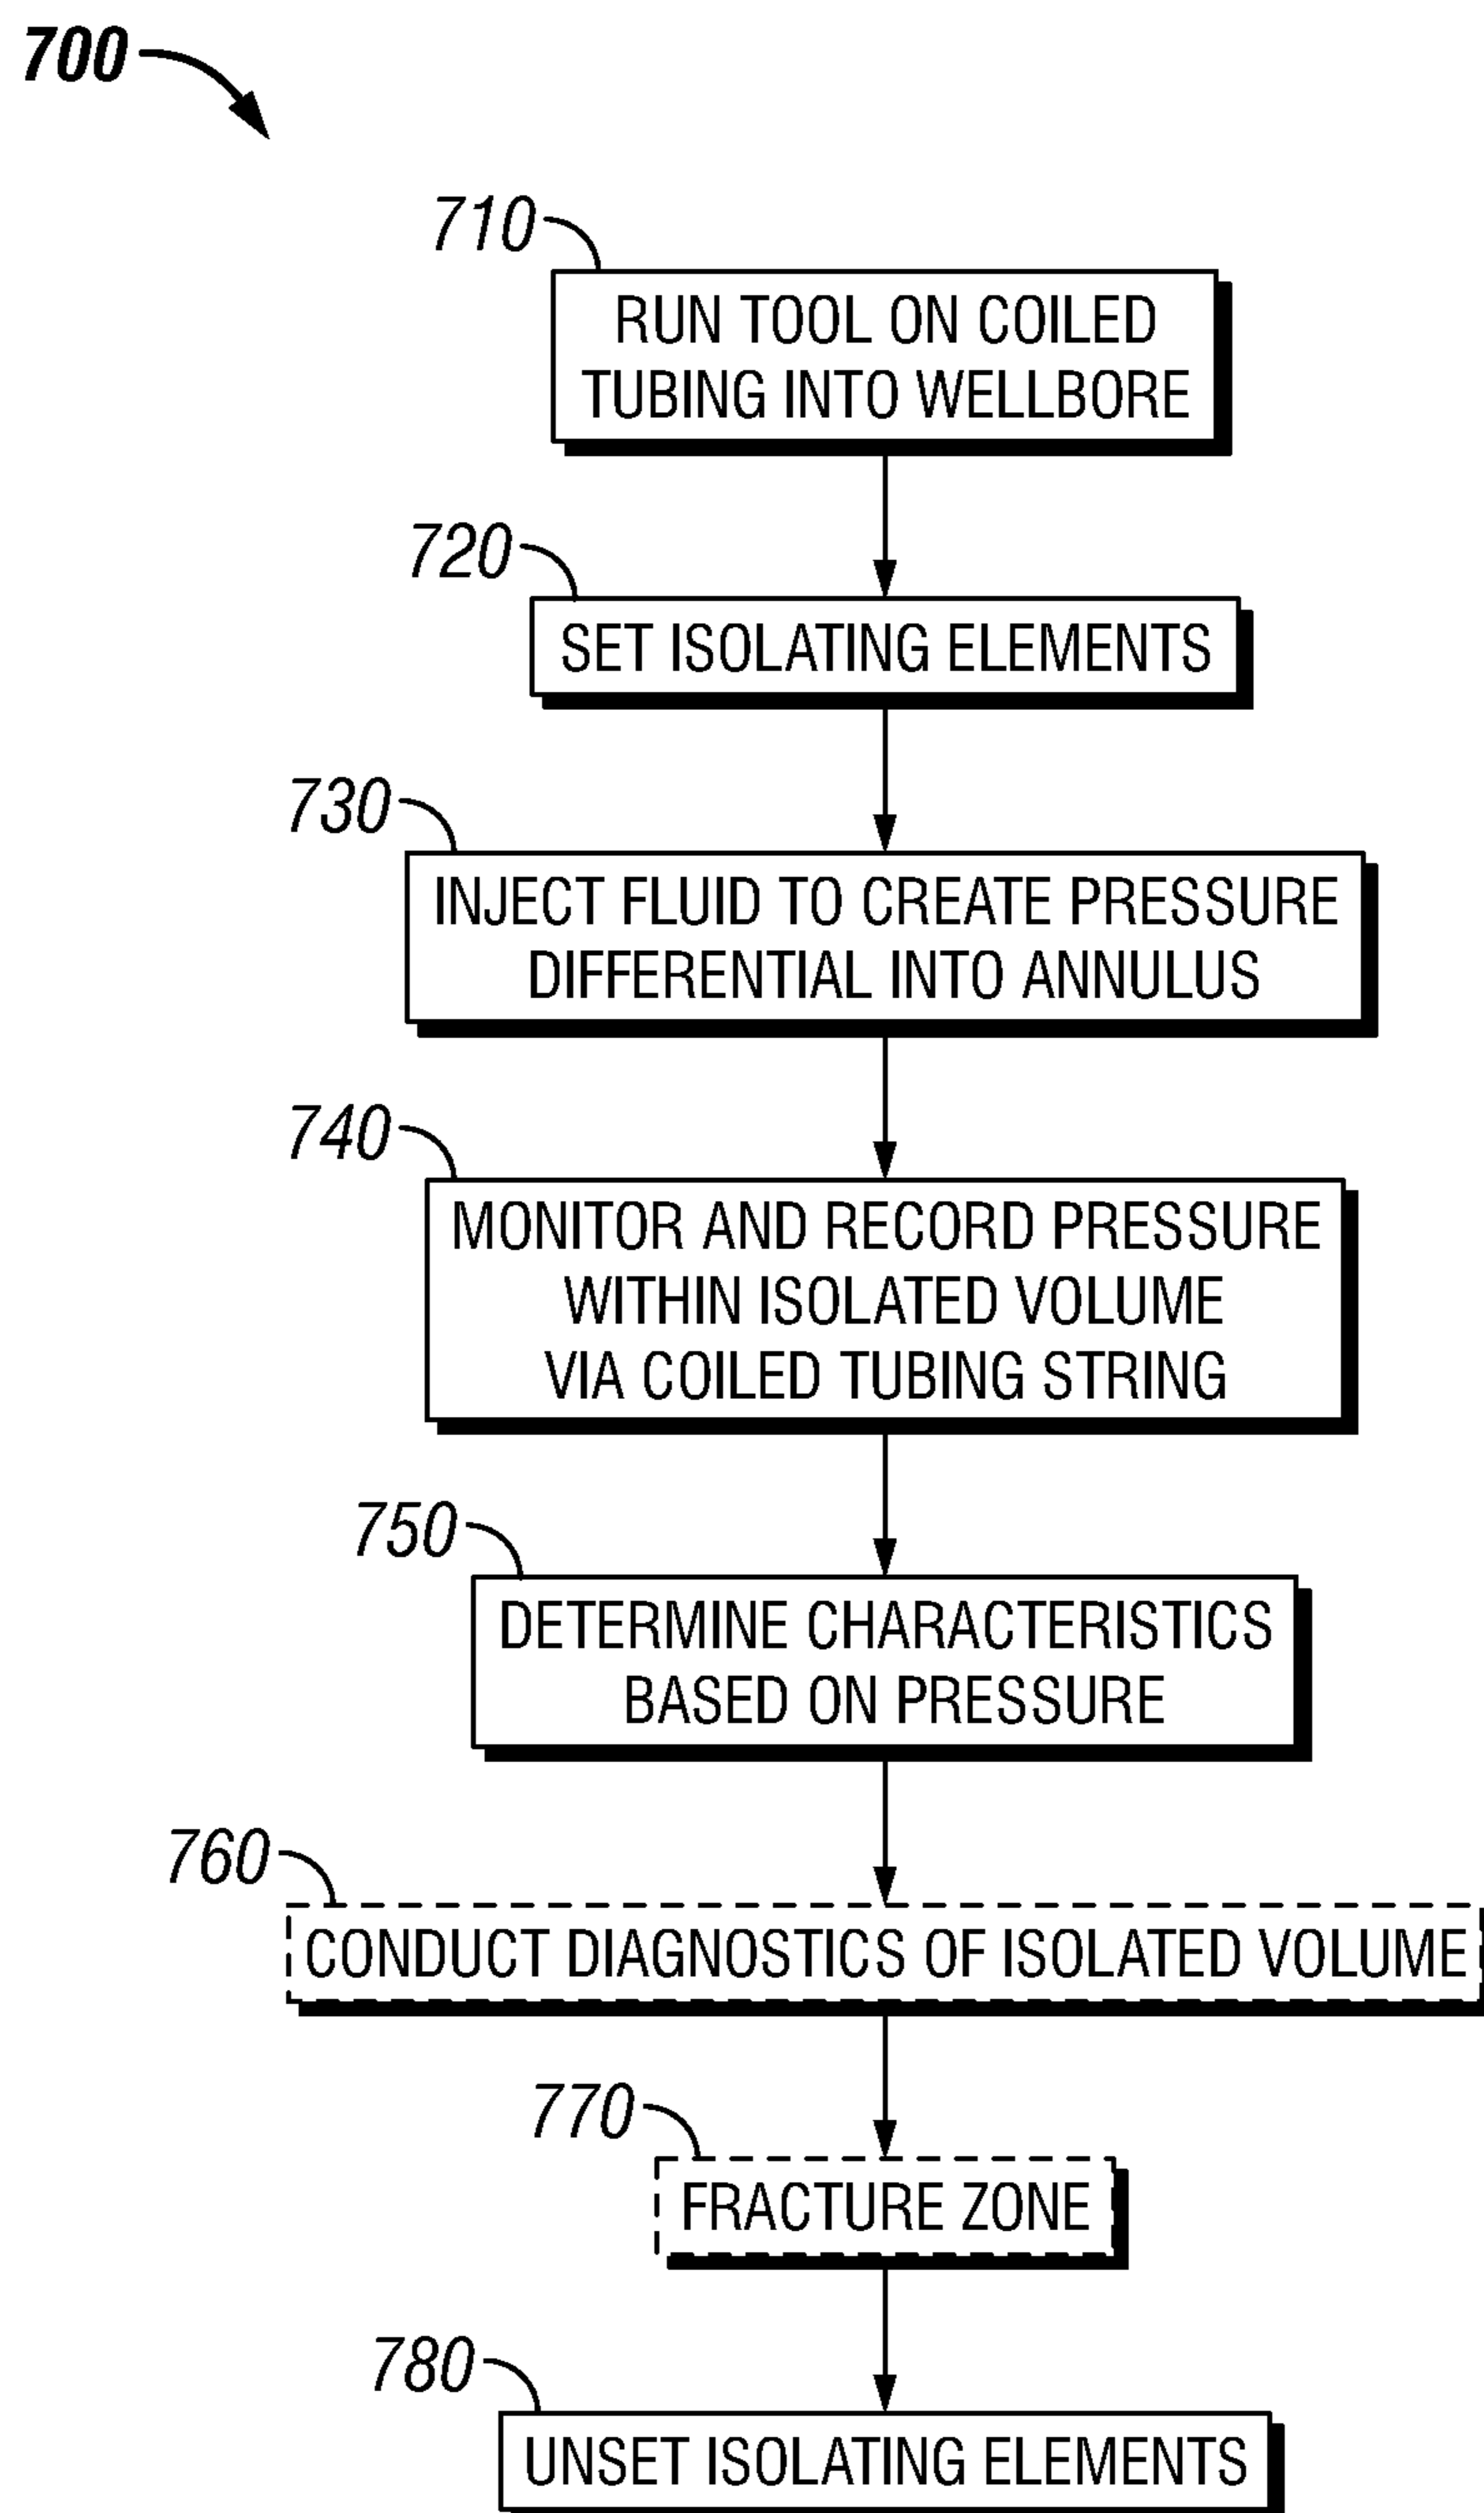 700
710
RUN TOOL ON COILED
TUBING INTO WELLBORE
720
SET ISOLATING ELEMENTS
730
INJECT FLUID TO CREATE PRESSURE
DIFFERENTIAL INTO ANNULUS
740
MONITOR AND RECORD PRESSURE
WITHIN ISOLATED VOLUME
VIA COILED TUBING STRING
750
DETERMINE CHARACTERISTICS
BASED ON PRESSURE
760
CONDUCT DIAGNOSTICS OF ISOLATED VOLUME
770
FRACTURE ZONE
780
UNSET ISOLATING ELEMENTS